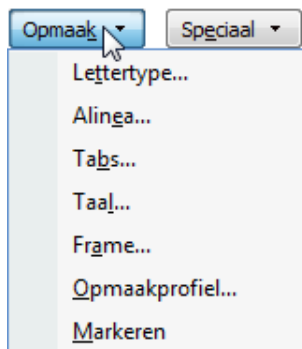 Opmaak Speciaal
Lettertype...
Alinea...
Tabs...
Taal...
Frame...
Opmaakprofiel...
Markeren